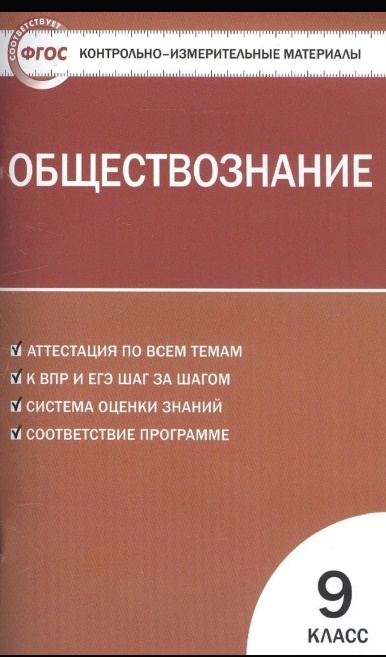 СООТВЕТСТВУЕТ
ФГОС
КОНТРОЛЬНО-ИЗМЕРИТЕЛЬНЫЕ МАТЕРИАЛЫ
ОБЩЕСТВОЗНАНИЕ
АТТЕСТАЦИЯ ПО ВСЕМ ТЕМАМ
К ВПР И ЕГЭ ШАГ ЗА ШАГОМ
СИСТЕМА ОЦЕНКИ ЗНАНИЙ
СООТВЕТСТВИЕ ПРОГРАММЕ
9
КЛАСС